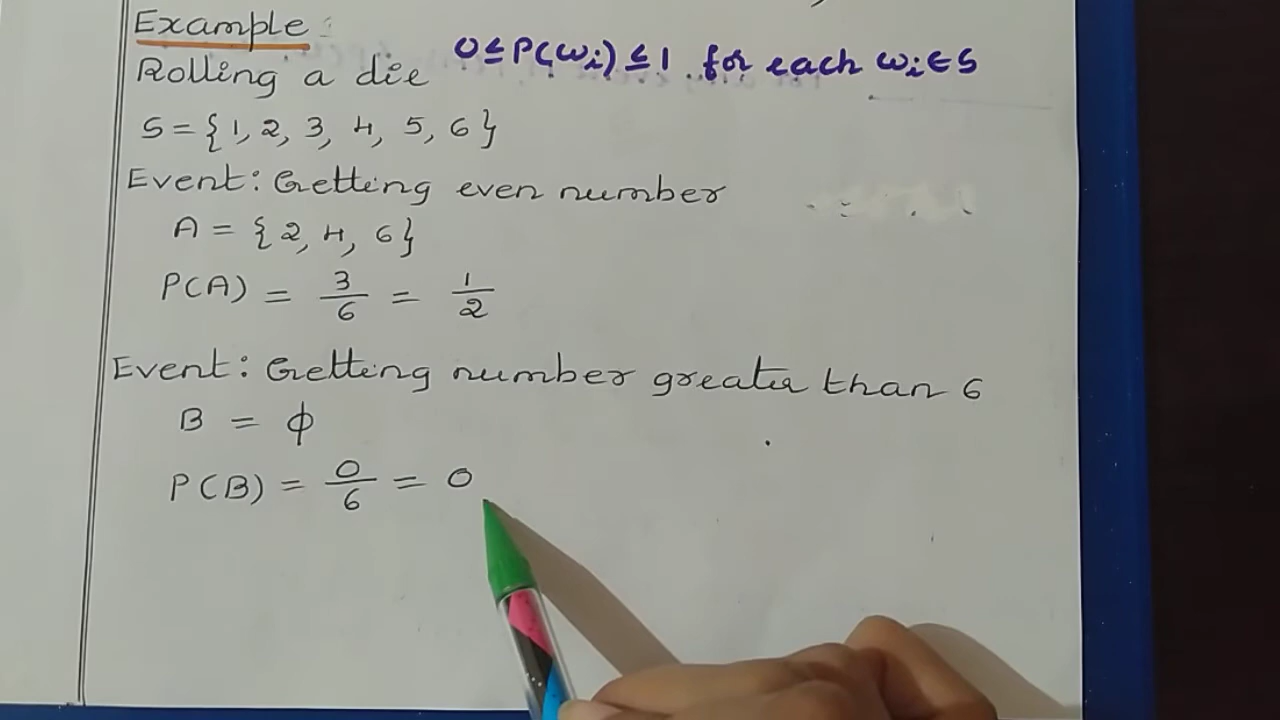 Example:
0 ≤ P(ωi) ≤ 1 for each ωi ∈ S
Rolling a die
S = {1, 2, 3, 4, 5, 6}
Event: Getting even number
A = {2, 4, 6}
P(A) = 3/6 = 1/2
Event: Getting number greater than 6
B = ϕ
P(B) = 0/6 = 0